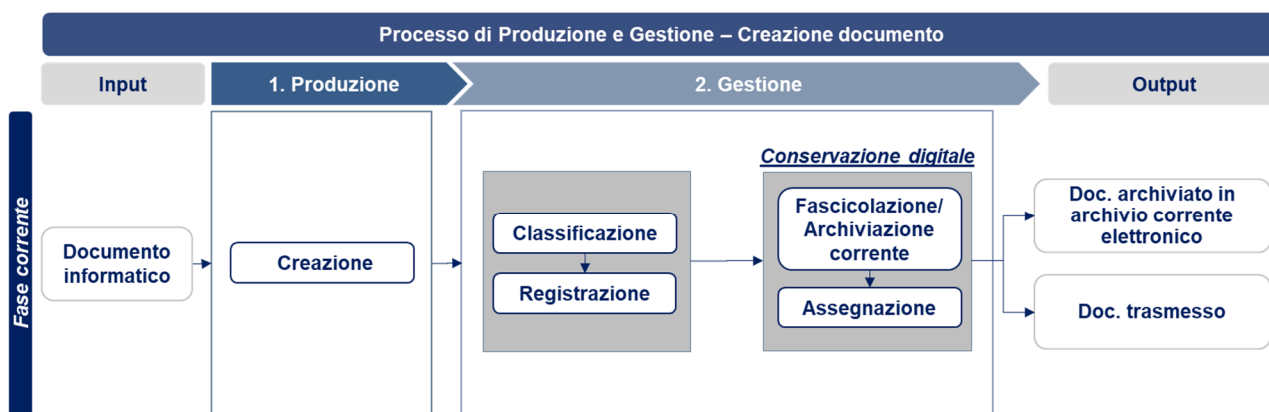 Processo di Produzione e Gestione – Creazione documento
Input
1. Produzione
2. Gestione
Output
Fase corrente
Documento
informatico
Creazione
Classificazione
Registrazione
Conservazione digitale
Fascicolazione/
Archiviazione
corrente
Assegnazione
Doc. archiviato in
archivio corrente
elettronico
Doc. trasmesso